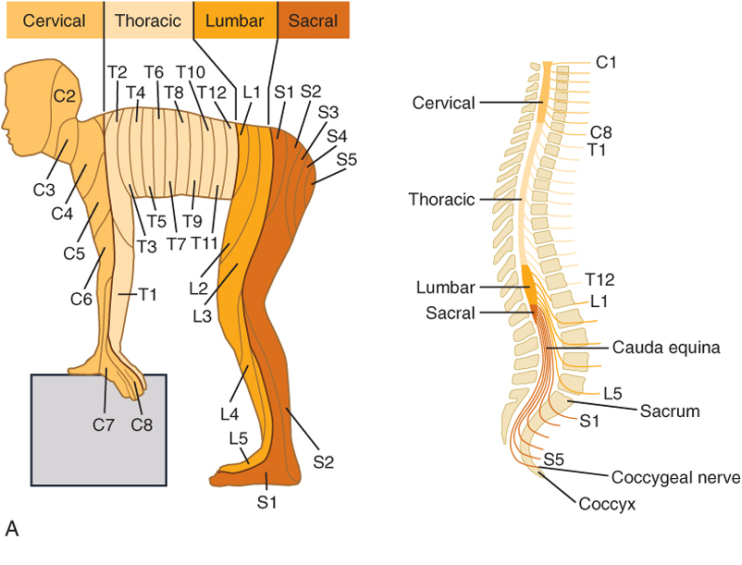 Cervical Thoracic Lumbar Sacral
T2 T6 T10
T4 T8 T12 L1 S1 S2
C2
S3
S4
S5
C3
C4
C5
C6
T1
T3
T5
T7
T9
T11
L2
L3
C7 C8
L4
L5
S2
S1
A
C1
Cervical
C8
T1
Thoracic
T12
Lumbar
L1
Sacral
Cauda equina
L5
Sacrum
S1
S5
Coccygeal nerve
Coccyx